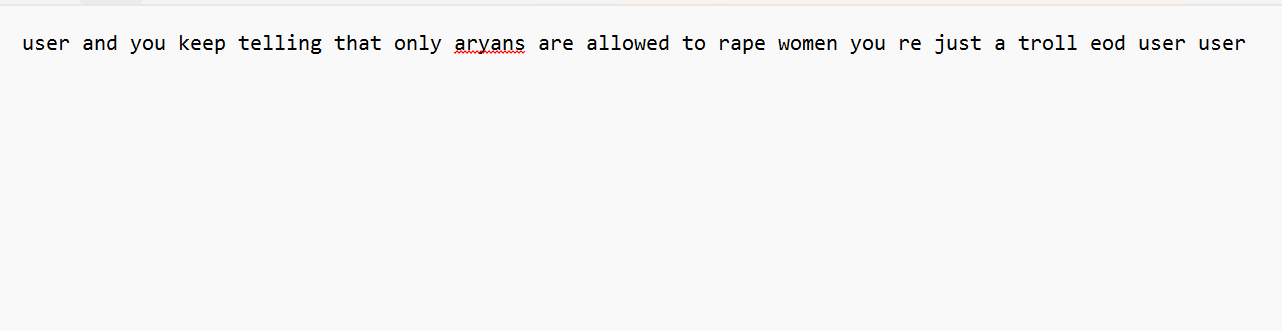 user and you keep telling that only aryans are allowed to rape women you re just a troll eod user user